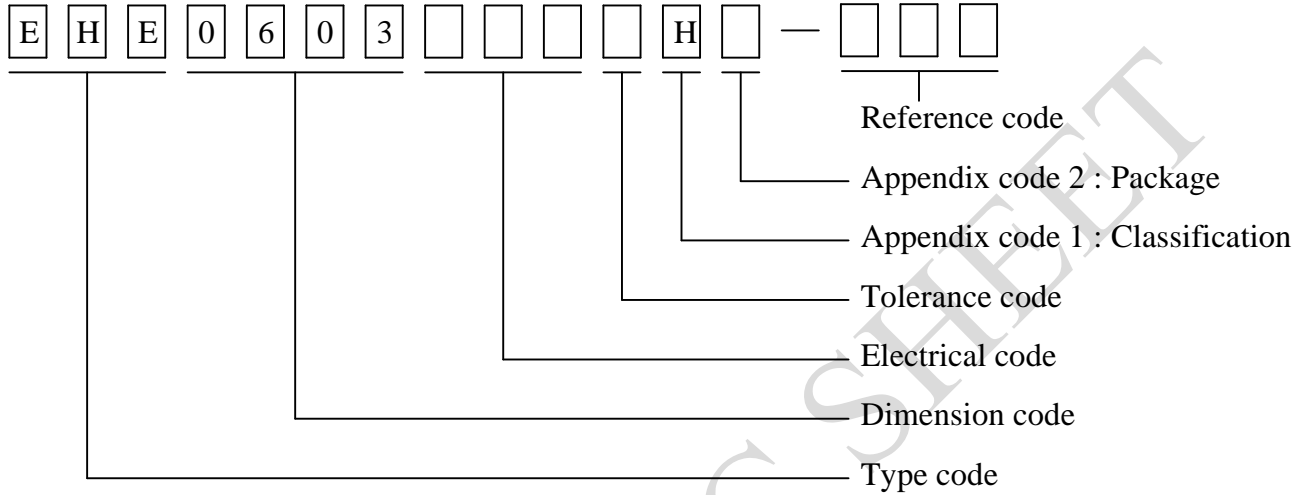 E H E 0 6 0 3 H —
Reference code
Appendix code 2 : Package
Appendix code 1 : Classification
Tolerance code
Electrical code
Dimension code
Type code
C SHEET